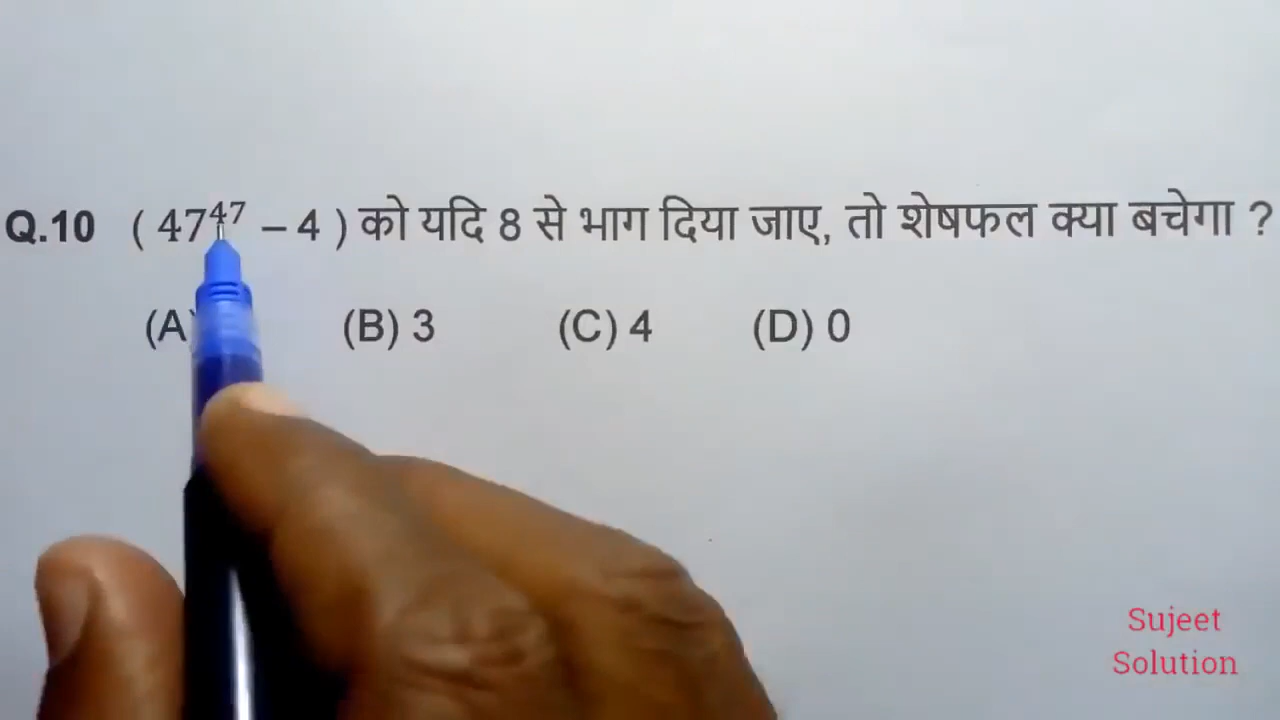 Q.10 ( 47⁴⁷ – 4 ) को यदि 8 से भाग दिया जाए, तो शेषफल क्या बचेगा ?
(A) (B) 3 (C) 4 (D) 0
Sujeet
Solution